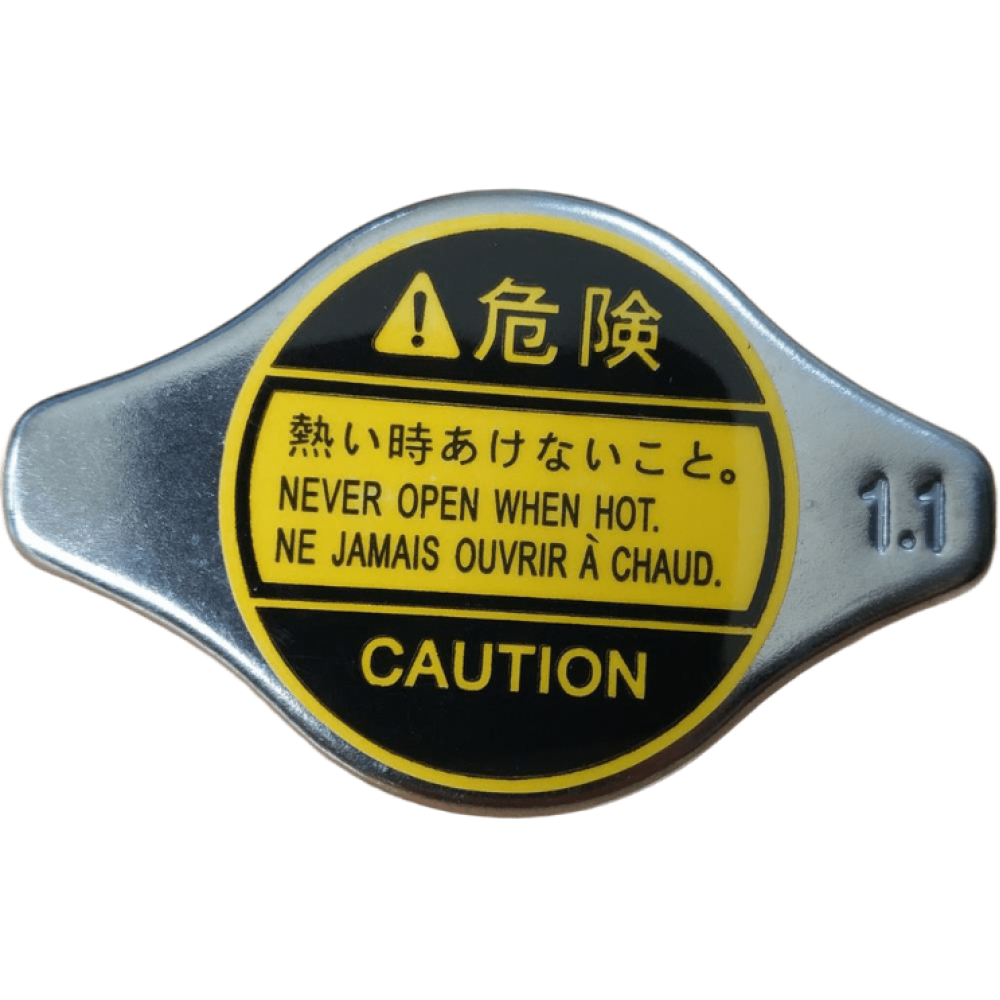 危険
熱い時あけないこと。
NEVER OPEN WHEN HOT.
NE JAMAIS OUVRIR À CHAUD.
CAUTION
1.1